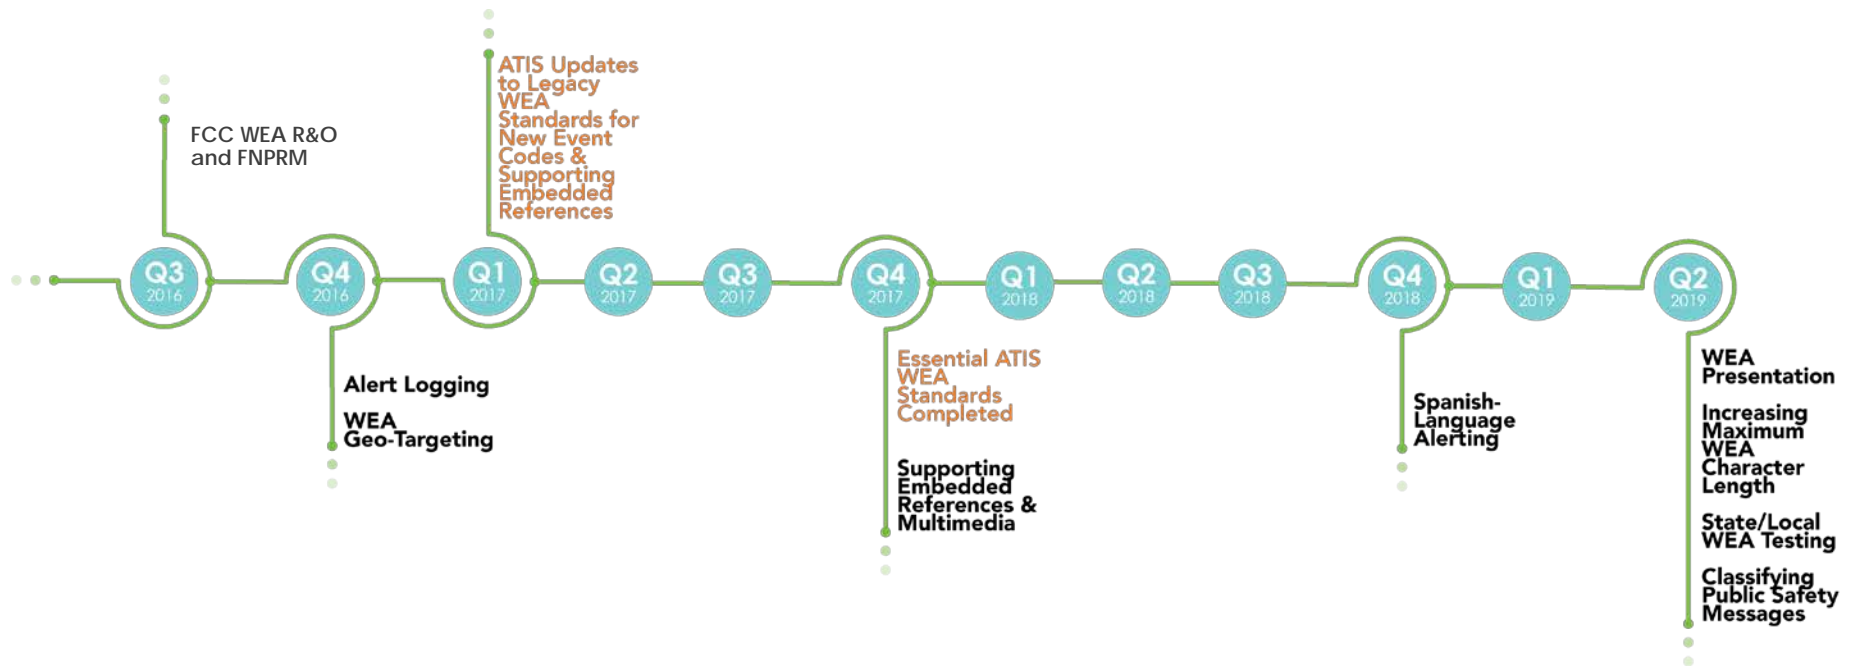 FCC WEA R&O
and FNPRM
ATIS Updates
to Legacy
WEA
Standards for
New Event
Codes &
Supporting
Embedded
References
Q3
2016
Q4
2016
Q1
2017
Q2
2017
Q3
2017
Q4
2017
Q1
2018
Q2
2018
Q3
2018
Q4
2018
Q1
2019
Q2
2019
Alert Logging
WEA
Geo-Targeting
Essential ATIS
WEA
Standards
Completed
Supporting
Embedded
References &
Multimedia
Spanish-
Language
Alerting
WEA
Presentation
Increasing
Maximum
WEA
Character
Length
State/Local
WEA Testing
Classifying
Public Safety
Messages